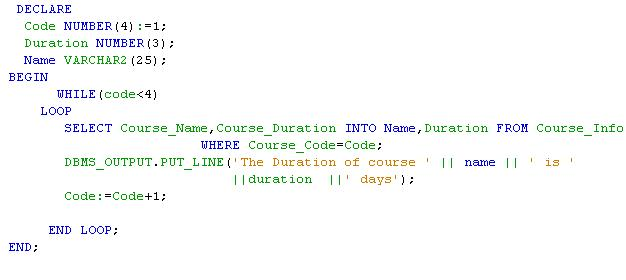 DECLARE
Code NUMBER(4):=1;
Duration NUMBER(3);
Name VARCHAR2(25);
BEGIN
WHILE(code<4)
LOOP
SELECT Course_Name,Course_Duration INTO Name,Duration FROM Course_Info
WHERE Course_Code=Code;
DBMS_OUTPUT.PUT_LINE('The Duration of course ' || name || ' is '
||duration ||' days');
Code:=Code+1;
END LOOP;
END;